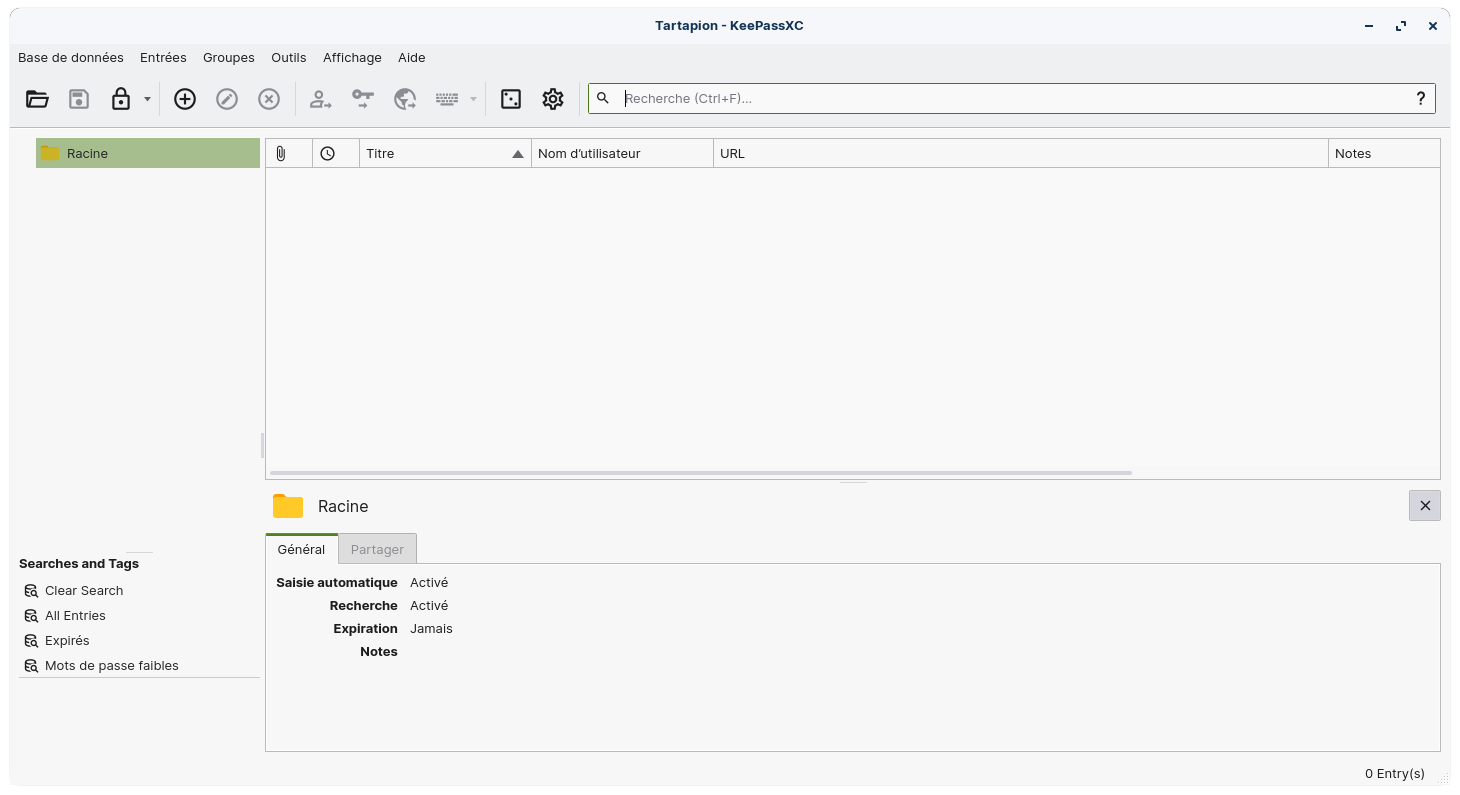 Tartapion - KeePassXC
Base de données Entrées Groupes Outils Affichage Aide
Recherche (Ctrl+F)... ?
Racine
Titre Nom d’utilisateur URL Notes
Racine
Général Partager
Saisie automatique Activé
Recherche Activé
Expiration Jamais
Notes
Searches and Tags
Clear Search
All Entries
Expirés
Mots de passe faibles
0 Entry(s)